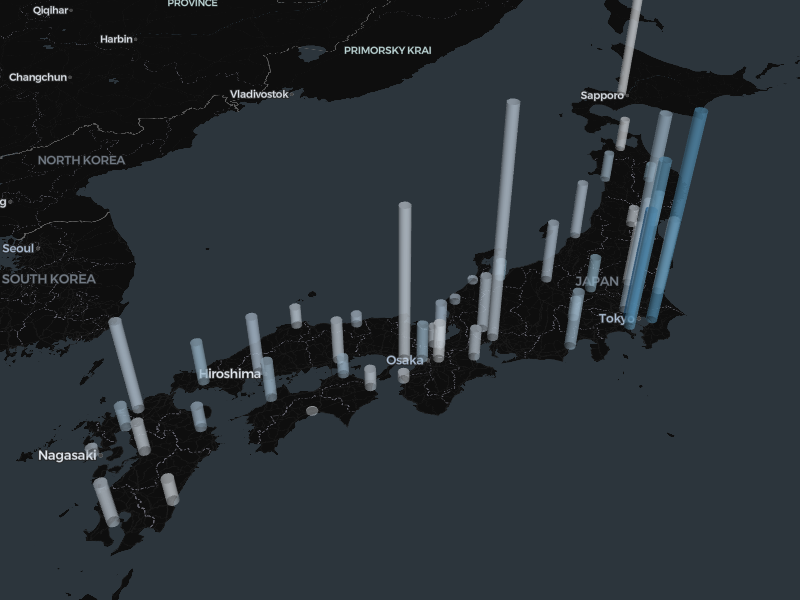 PROVINCE
Qiqihar
Harbin
PRIMORSKY KRAI
Changchun
Vladivostok
Sapporo
NORTH KOREA
g
Seoul
SOUTH KOREA
JAPAN
Tokyo
Osaka
Hiroshima
Nagasaki